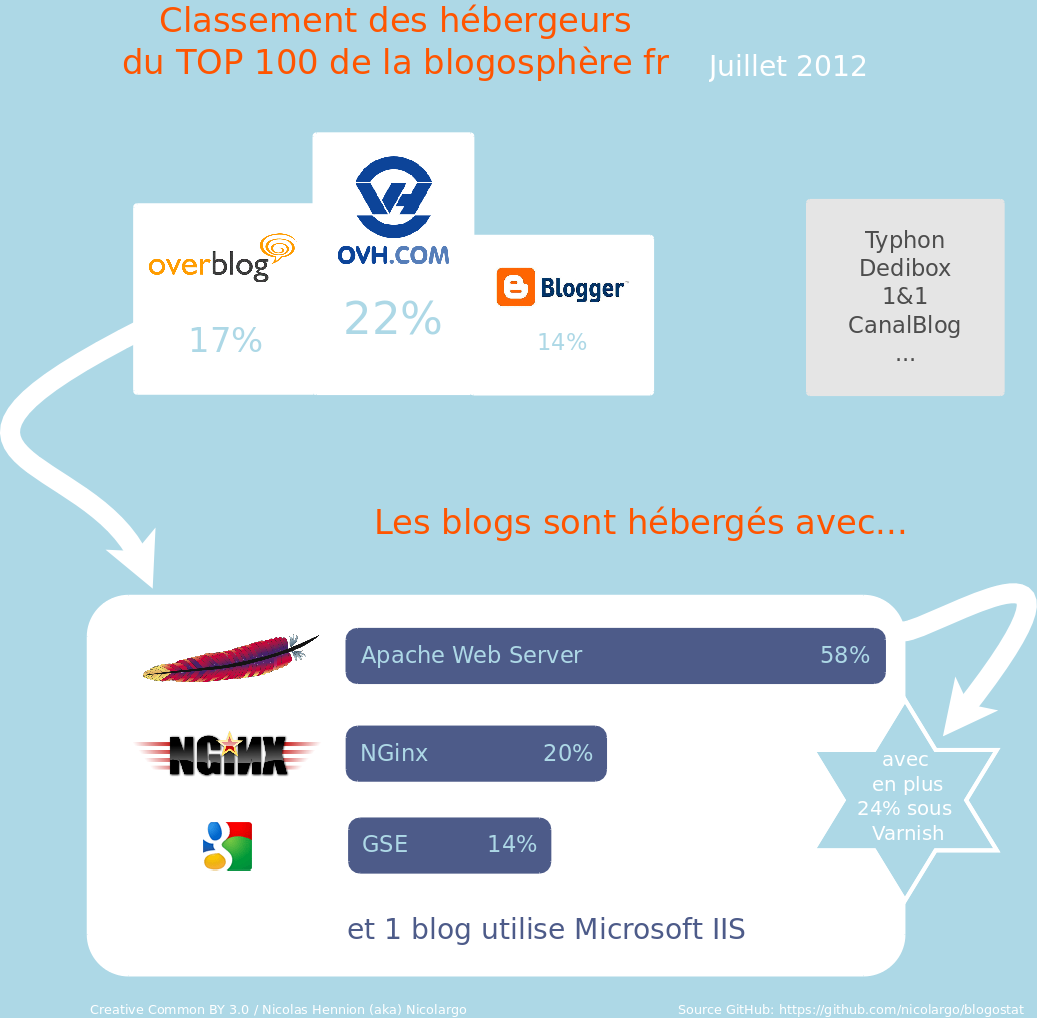 Classement des hébergeurs
du TOP 100 de la blogosphère fr
Juillet 2012
overblog
17%
OVH.COM
22%
Blogger
14%
Typhon
Dedibox
1&1
CanalBlog
...
Les blogs sont hébergés avec...
Apache Web Server 58%
NGiNX
NGinx 20%
g
GSE 14%
avec
en plus
24% sous
Varnish
et 1 blog utilise Microsoft IIS
Creative Common BY 3.0 / Nicolas Hennion (aka) Nicolargo
Source GitHub: https://github.com/nicolargo/blogostat